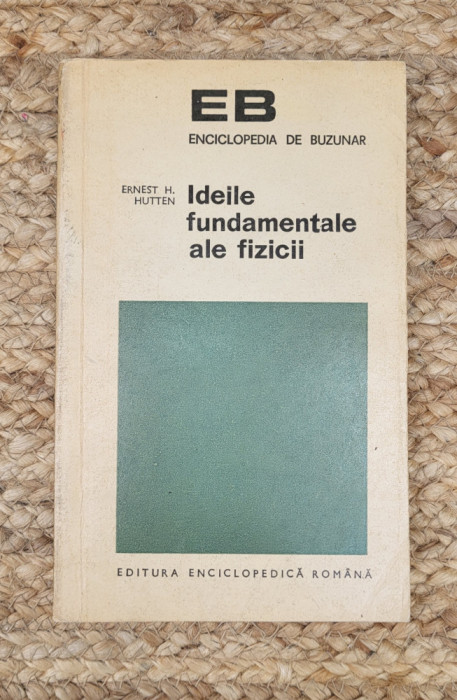 EB
ENCICLOPEDIA DE BUZUNAR
ERNEST H.
HUTTEN
Ideile
fundamentale
ale fizicii
EDITURA ENCICLOPEDICĂ ROMÂNĂ